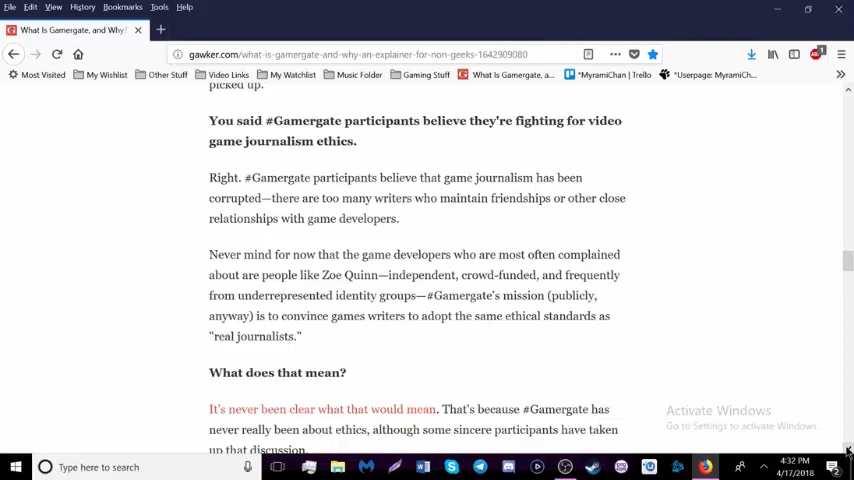 File Edit View History Bookmarks Tools Help
What Is Gamergate, and Why?
gawker.com/what-is-gamergate-and-why-an-explainer-for-non-geeks-1642909080
Most Visited My Wishlist Other Stuff Video Links My Watchlist Music Folder Gaming Stuff What Is Gamergate, a... *MyramiChan | Trello *Userpage: MyramiCh...
picked up.
You said #Gamergate participants believe they're fighting for video
game journalism ethics.
Right. #Gamergate participants believe that game journalism has been
corrupted—there are too many writers who maintain friendships or other close
relationships with game developers.
Never mind for now that the game developers who are most often complained
about are people like Zoe Quinn—independent, crowd-funded, and frequently
from underrepresented identity groups—#Gamergate's mission (publicly,
anyway) is to convince games writers to adopt the same ethical standards as
"real journalists."
What does that mean?
It's never been clear what that would mean. That's because #Gamergate has
never really been about ethics, although some sincere participants have taken
up that discussion.
Activate Windows
Go to Settings to activate Windows.
Type here to search
4:32 PM
4/17/2018
2